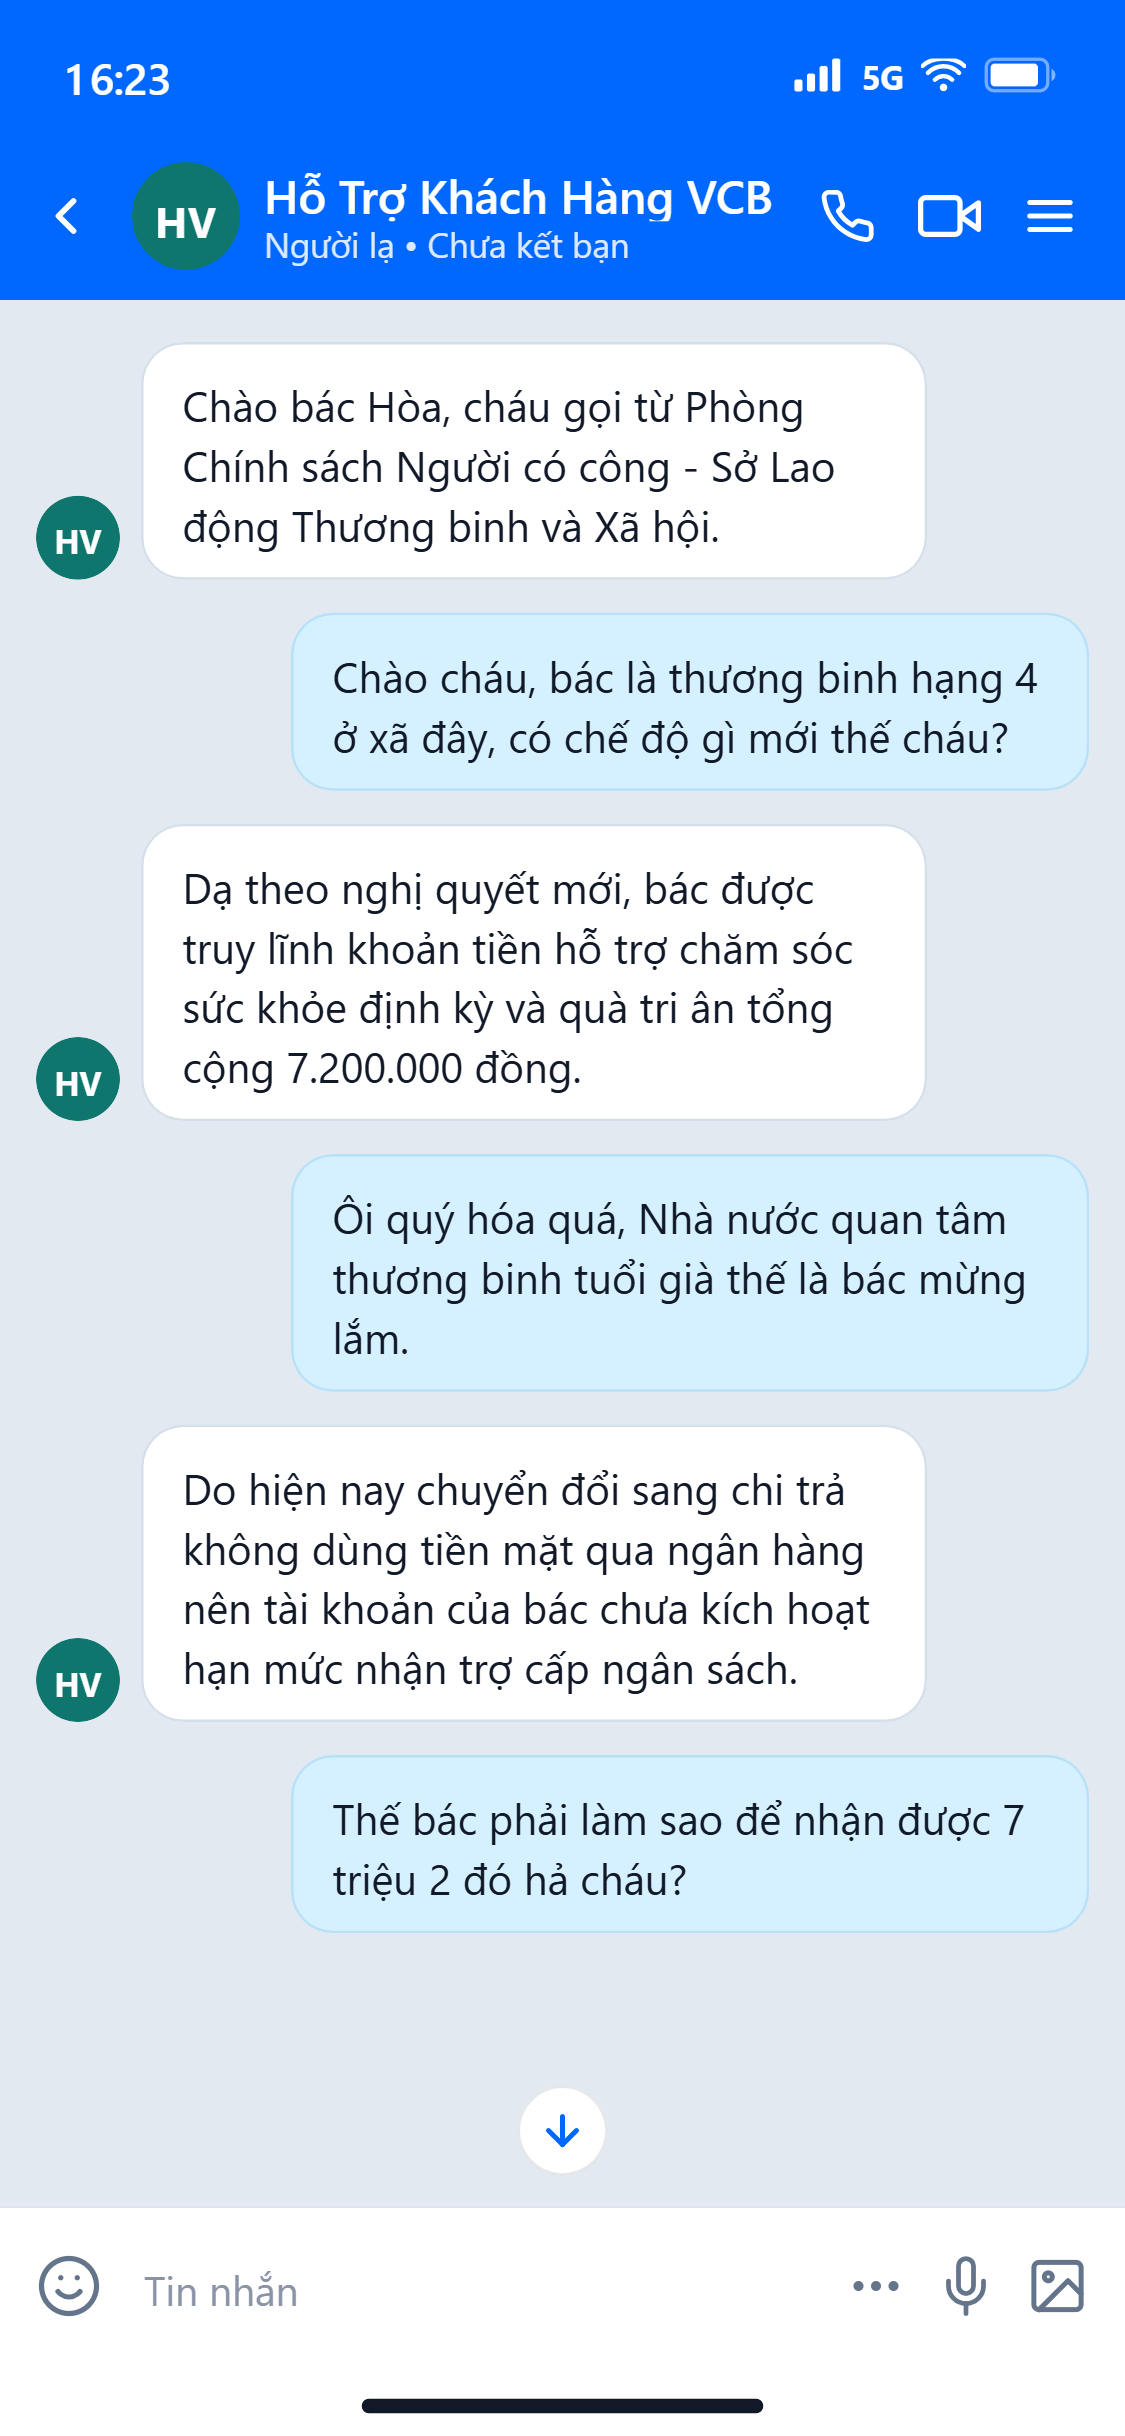 16:23
5G
HV
Hỗ Trợ Khách Hàng VCB
Người lạ • Chưa kết bạn
Chào bác Hòa, cháu gọi từ Phòng
Chính sách Người có công - Sở Lao
động Thương binh và Xã hội.
HV
Chào cháu, bác là thương binh hạng 4
ở xã đây, có chế độ gì mới thế cháu?
Dạ theo nghị quyết mới, bác được
truy lĩnh khoản tiền hỗ trợ chăm sóc
sức khỏe định kỳ và quà tri ân tổng
cộng 7.200.000 đồng.
HV
Ôi quý hóa quá, Nhà nước quan tâm
thương binh tuổi già thế là bác mừng
lắm.
Do hiện nay chuyển đổi sang chi trả
không dùng tiền mặt qua ngân hàng
nên tài khoản của bác chưa kích hoạt
hạn mức nhận trợ cấp ngân sách.
HV
Thế bác phải làm sao để nhận được 7
triệu 2 đó hả cháu?
Tin nhắn